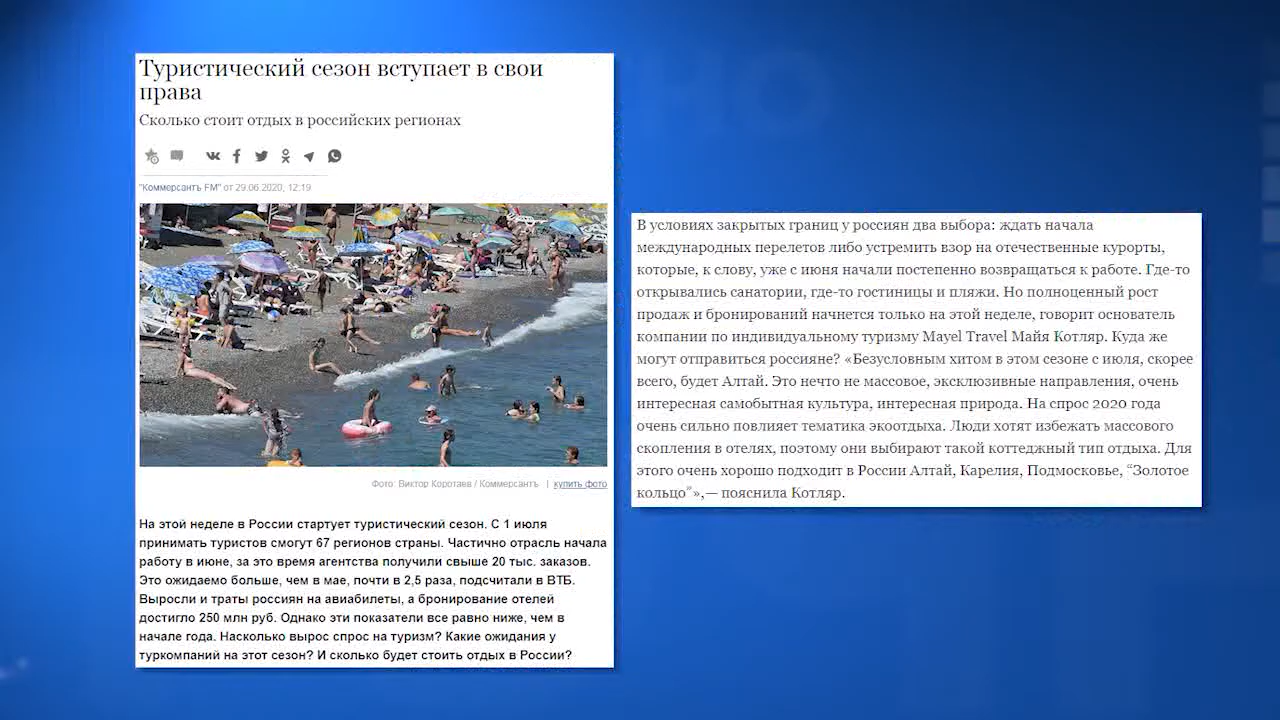 Туристический сезон вступает в свои
права
Сколько стоит отдых в российских регионах
"Коммерсантъ FM" от 29.06.2020, 12:19
Фото: Виктор Коротаев / Коммерсантъ | купить фото
На этой неделе в России стартует туристический сезон. С 1 июля
принимать туристов смогут 67 регионов страны. Частично отрасль начала
работу в июне, за это время агентства получили свыше 20 тыс. заказов.
Это ожидаемо больше, чем в мае, почти в 2,5 раза, подсчитали в ВТБ.
Выросли и траты россиян на авиабилеты, а бронирование отелей
достигло 250 млн руб. Однако эти показатели все равно ниже, чем в
начале года. Насколько вырос спрос на туризм? Какие ожидания у
туркомпаний на этот сезон? И сколько будет стоить отдых в России?
В условиях закрытых границ у россиян два выбора: ждать начала
международных перелетов либо устремить взор на отечественные курорты,
которые, к слову, уже с июня начали постепенно возвращаться к работе. Где-то
открывались санатории, где-то гостиницы и пляжи. Но полноценный рост
продаж и бронирований начнется только на этой неделе, говорит основатель
компании по индивидуальному туризму Mayel Travel Майя Котляр. Куда же
могут отправиться россияне? «Безусловным хитом в этом сезоне с июля, скорее
всего, будет Алтай. Это нечто не массовое, эксклюзивные направления, очень
интересная самобытная культура, интересная природа. На спрос 2020 года
очень сильно повлияет тематика экоотдыха. Люди хотят избежать массового
скопления в отелях, поэтому они выбирают такой коттеджный тип отдыха. Для
этого очень хорошо подходит в России Алтай, Карелия, Подмосковье, “Золотое
кольцо”»,— пояснила Котляр.
НО